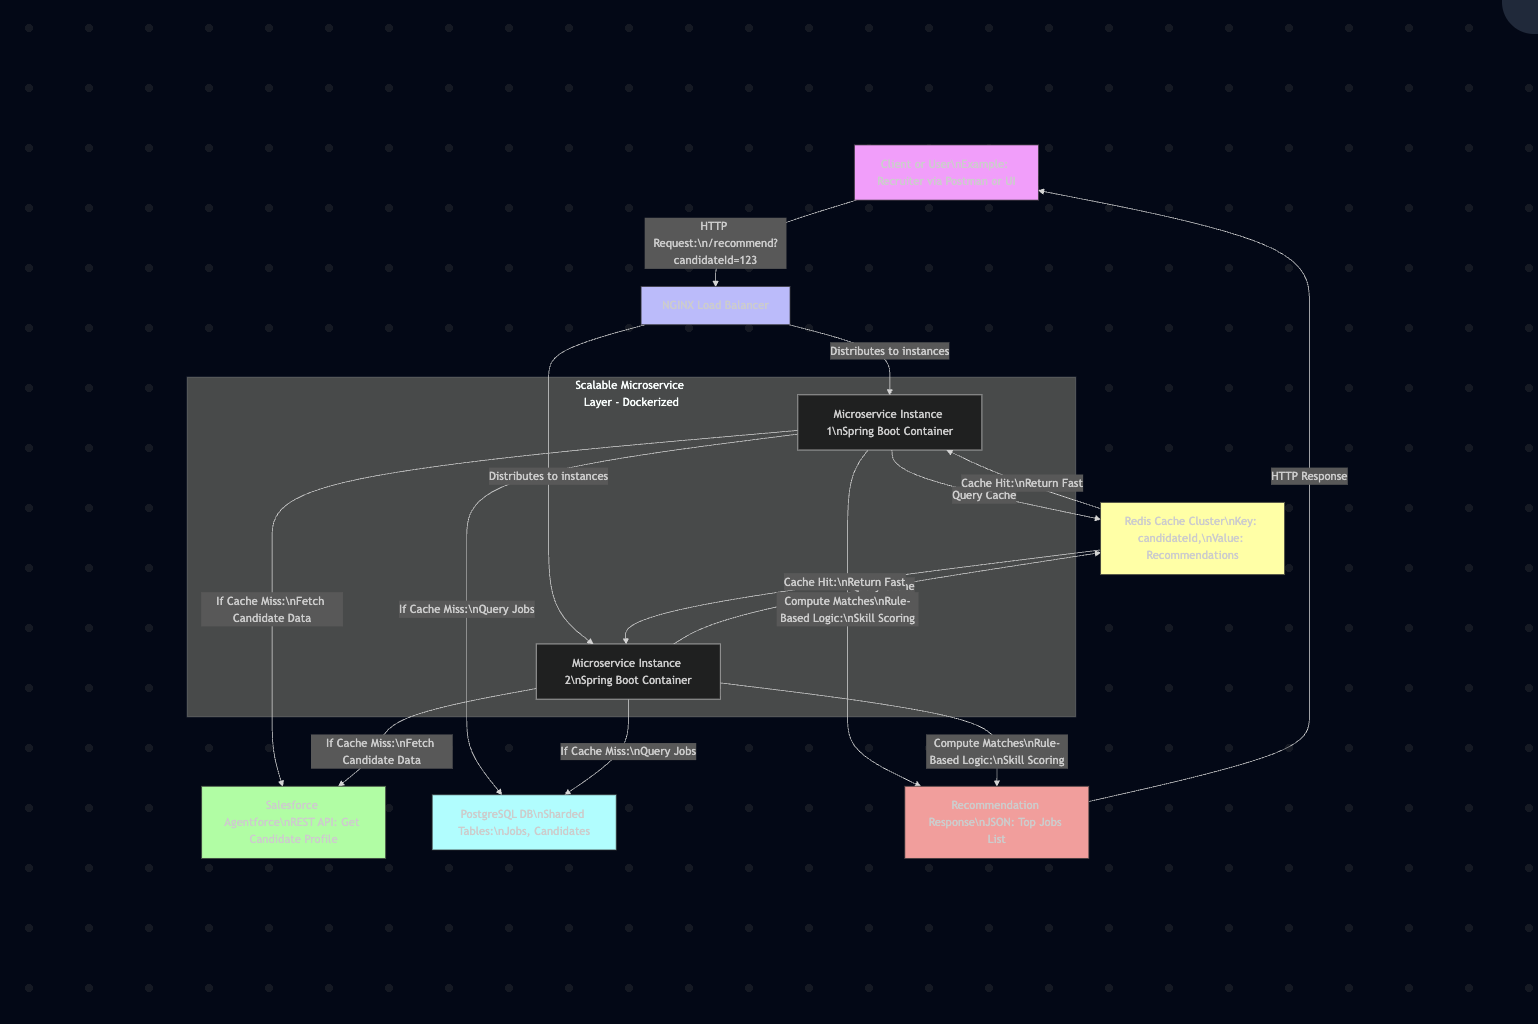 Client or User\nExample:
Recruiter via Postman or UI
HTTP
Request:\n/recommend?
candidateId=123
NGINX Load Balancer
Distributes to instances
Scalable Microservice
Layer - Dockerized
Microservice Instance
1\nSpring Boot Container
Distributes to instances
Cache Hit:\nReturn Fast
Query Cache
HTTP Response
Redis Cache Cluster\nKey:
candidateId,\nValue:
Recommendations
Cache Hit:\nReturn Fast
If Cache Miss:\nFetch
Candidate Data
If Cache Miss:\nQuery Jobs
Compute Matches\nRule-
Based Logic:\nSkill Scoring
Microservice Instance
2\nSpring Boot Container
If Cache Miss:\nFetch
Candidate Data
If Cache Miss:\nQuery Jobs
Compute Matches\nRule-
Based Logic:\nSkill Scoring
Salesforce
Agentforce\nREST API: Get
Candidate Profile
PostgreSQL DB\nSharded
Tables:\nJobs, Candidates
Recommendation
Response\nJSON: Top Jobs
List